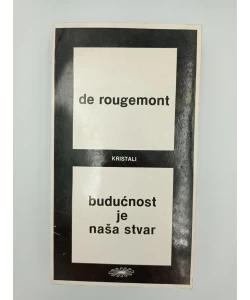 de rougemont
KRISTALI
budućnost
je
naša stvar